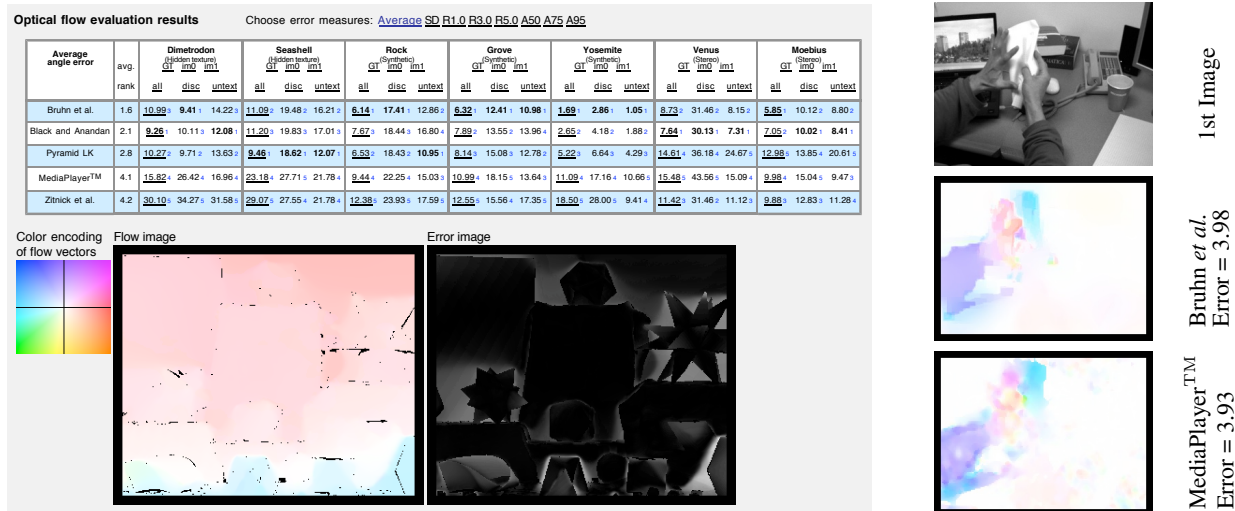 Optical flow evaluation results Choose error measures: Average SD R1.0 R3.0 R5.0 A50 A75 A95
Average angle error avg. rank Dimetrodon (Hidden texture) GT im0 im1 all disc untext Seashell (Hidden texture) GT im0 im1 all disc untext Rock (Synthetic) GT im0 im1 all disc untext Grove (Synthetic) GT im0 im1 all disc untext Yosemite (Synthetic) GT im0 im1 all disc untext Venus (Stereo) GT im0 im1 all disc untext Moebius (Stereo) GT im0 im1 all disc untext
Bruhn et al. 1.6 10.99 3 9.41 1 14.22 3 11.09 2 19.48 2 16.21 2 6.14 1 17.41 1 12.86 2 6.32 1 12.41 1 10.98 1 1.69 1 2.86 1 1.05 1 8.73 2 31.46 2 8.15 2 5.85 1 10.12 2 8.80 2
Black and Anandan 2.1 9.26 1 10.11 3 12.08 1 11.20 3 19.83 3 17.01 3 7.67 3 18.44 3 16.80 4 7.89 2 13.55 2 13.96 4 2.65 2 4.18 2 1.88 2 7.64 1 30.13 1 7.31 1 7.05 2 10.02 1 8.41 1
Pyramid LK 2.8 10.27 2 9.71 2 13.63 2 9.46 1 18.62 1 12.07 1 6.53 2 18.43 2 10.95 1 8.14 3 15.08 3 12.78 2 5.22 3 6.64 3 4.29 3 14.61 4 36.18 4 24.67 5 12.98 5 13.85 4 20.61 5
MediaPlayer™ 4.1 15.82 4 26.42 4 16.96 4 23.18 4 27.71 5 21.78 4 9.44 4 22.25 4 15.03 3 10.99 4 18.15 5 13.64 3 11.09 4 17.16 4 10.66 5 15.48 5 43.56 5 15.09 4 9.98 4 15.04 5 9.47 3
Zitnick et al. 4.2 30.10 5 34.27 5 31.58 5 29.07 5 27.55 4 21.78 4 12.38 5 23.93 5 17.59 5 12.55 5 15.56 4 17.35 5 18.50 5 28.00 5 9.41 4 11.42 3 31.46 2 11.12 3 9.88 3 12.83 3 11.28 4
Color encoding
of flow vectors
Flow image
Error image
1st Image
Bruhn et al.
Error = 3.98
MediaPlayer™
Error = 3.93